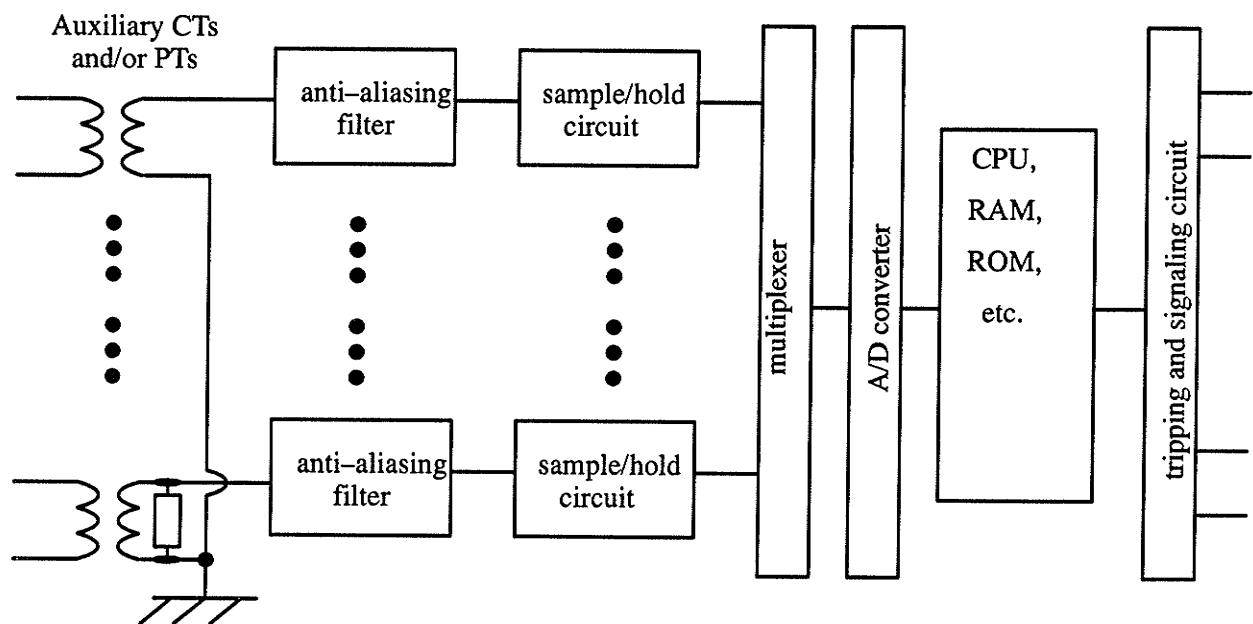 Auxiliary CTs
and/or PTs
anti–aliasing
filter
sample/hold
circuit
anti–aliasing
filter
sample/hold
circuit
multiplexer
A/D converter
CPU,
RAM,
ROM,
etc.
tripping and signaling circuit